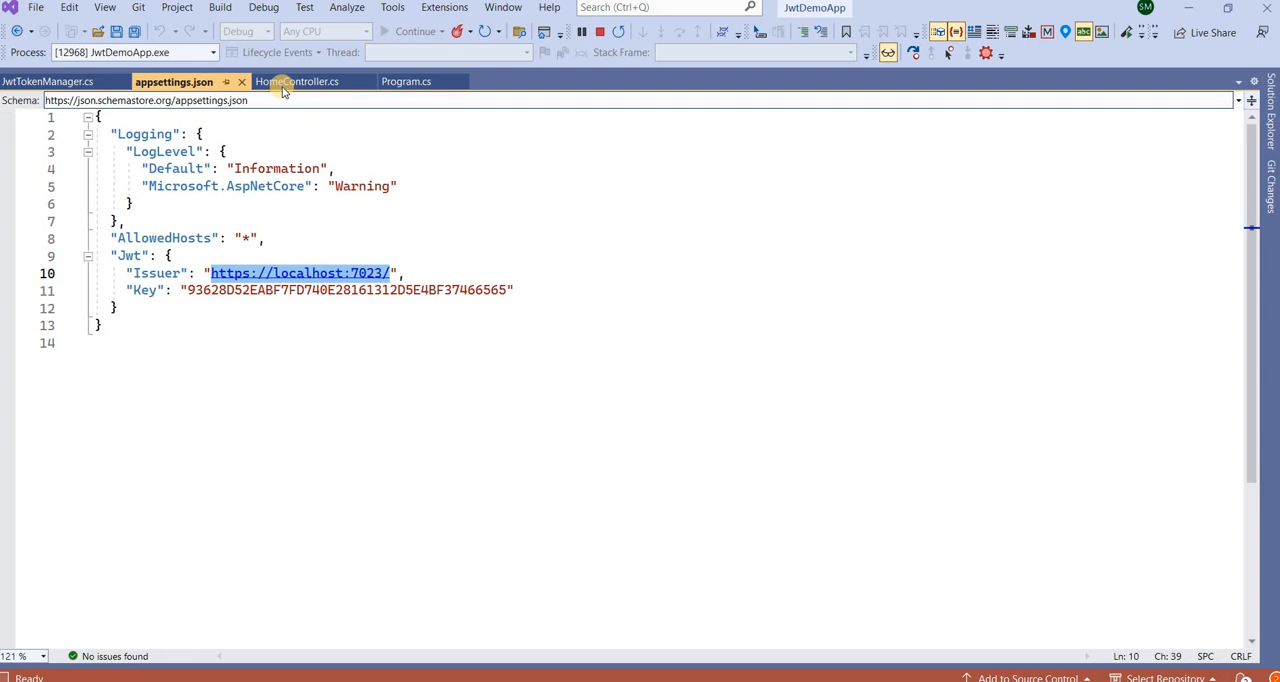 File Edit View Git Project Build Debug Test Analyze Tools Extensions Window Help Search (Ctrl+Q) JwtDemoApp SM
Debug Any CPU Continue Live Share
Process: [12968] JwtDemoApp.exe Lifecycle Events Thread: Stack Frame:
JwtTokenManager.cs appsettings.json HomeController.cs Program.cs
Schema: https://json.schemastore.org/appsettings.json
1 {
2 "Logging": {
3 "LogLevel": {
4 "Default": "Information",
5 "Microsoft.AspNetCore": "Warning"
6 }
7 },
8 "AllowedHosts": "*",
9 "Jwt": {
10 "Issuer": "https://localhost:7023/",
11 "Key": "93628D52EABF7FD740E28161312D5E4BF37466565"
12 }
13 }
14
Solution Explorer
Git Changes
121 % No issues found Ln: 10 Ch: 39 SPC CRLF
Ready Add to Source Control Select Repository